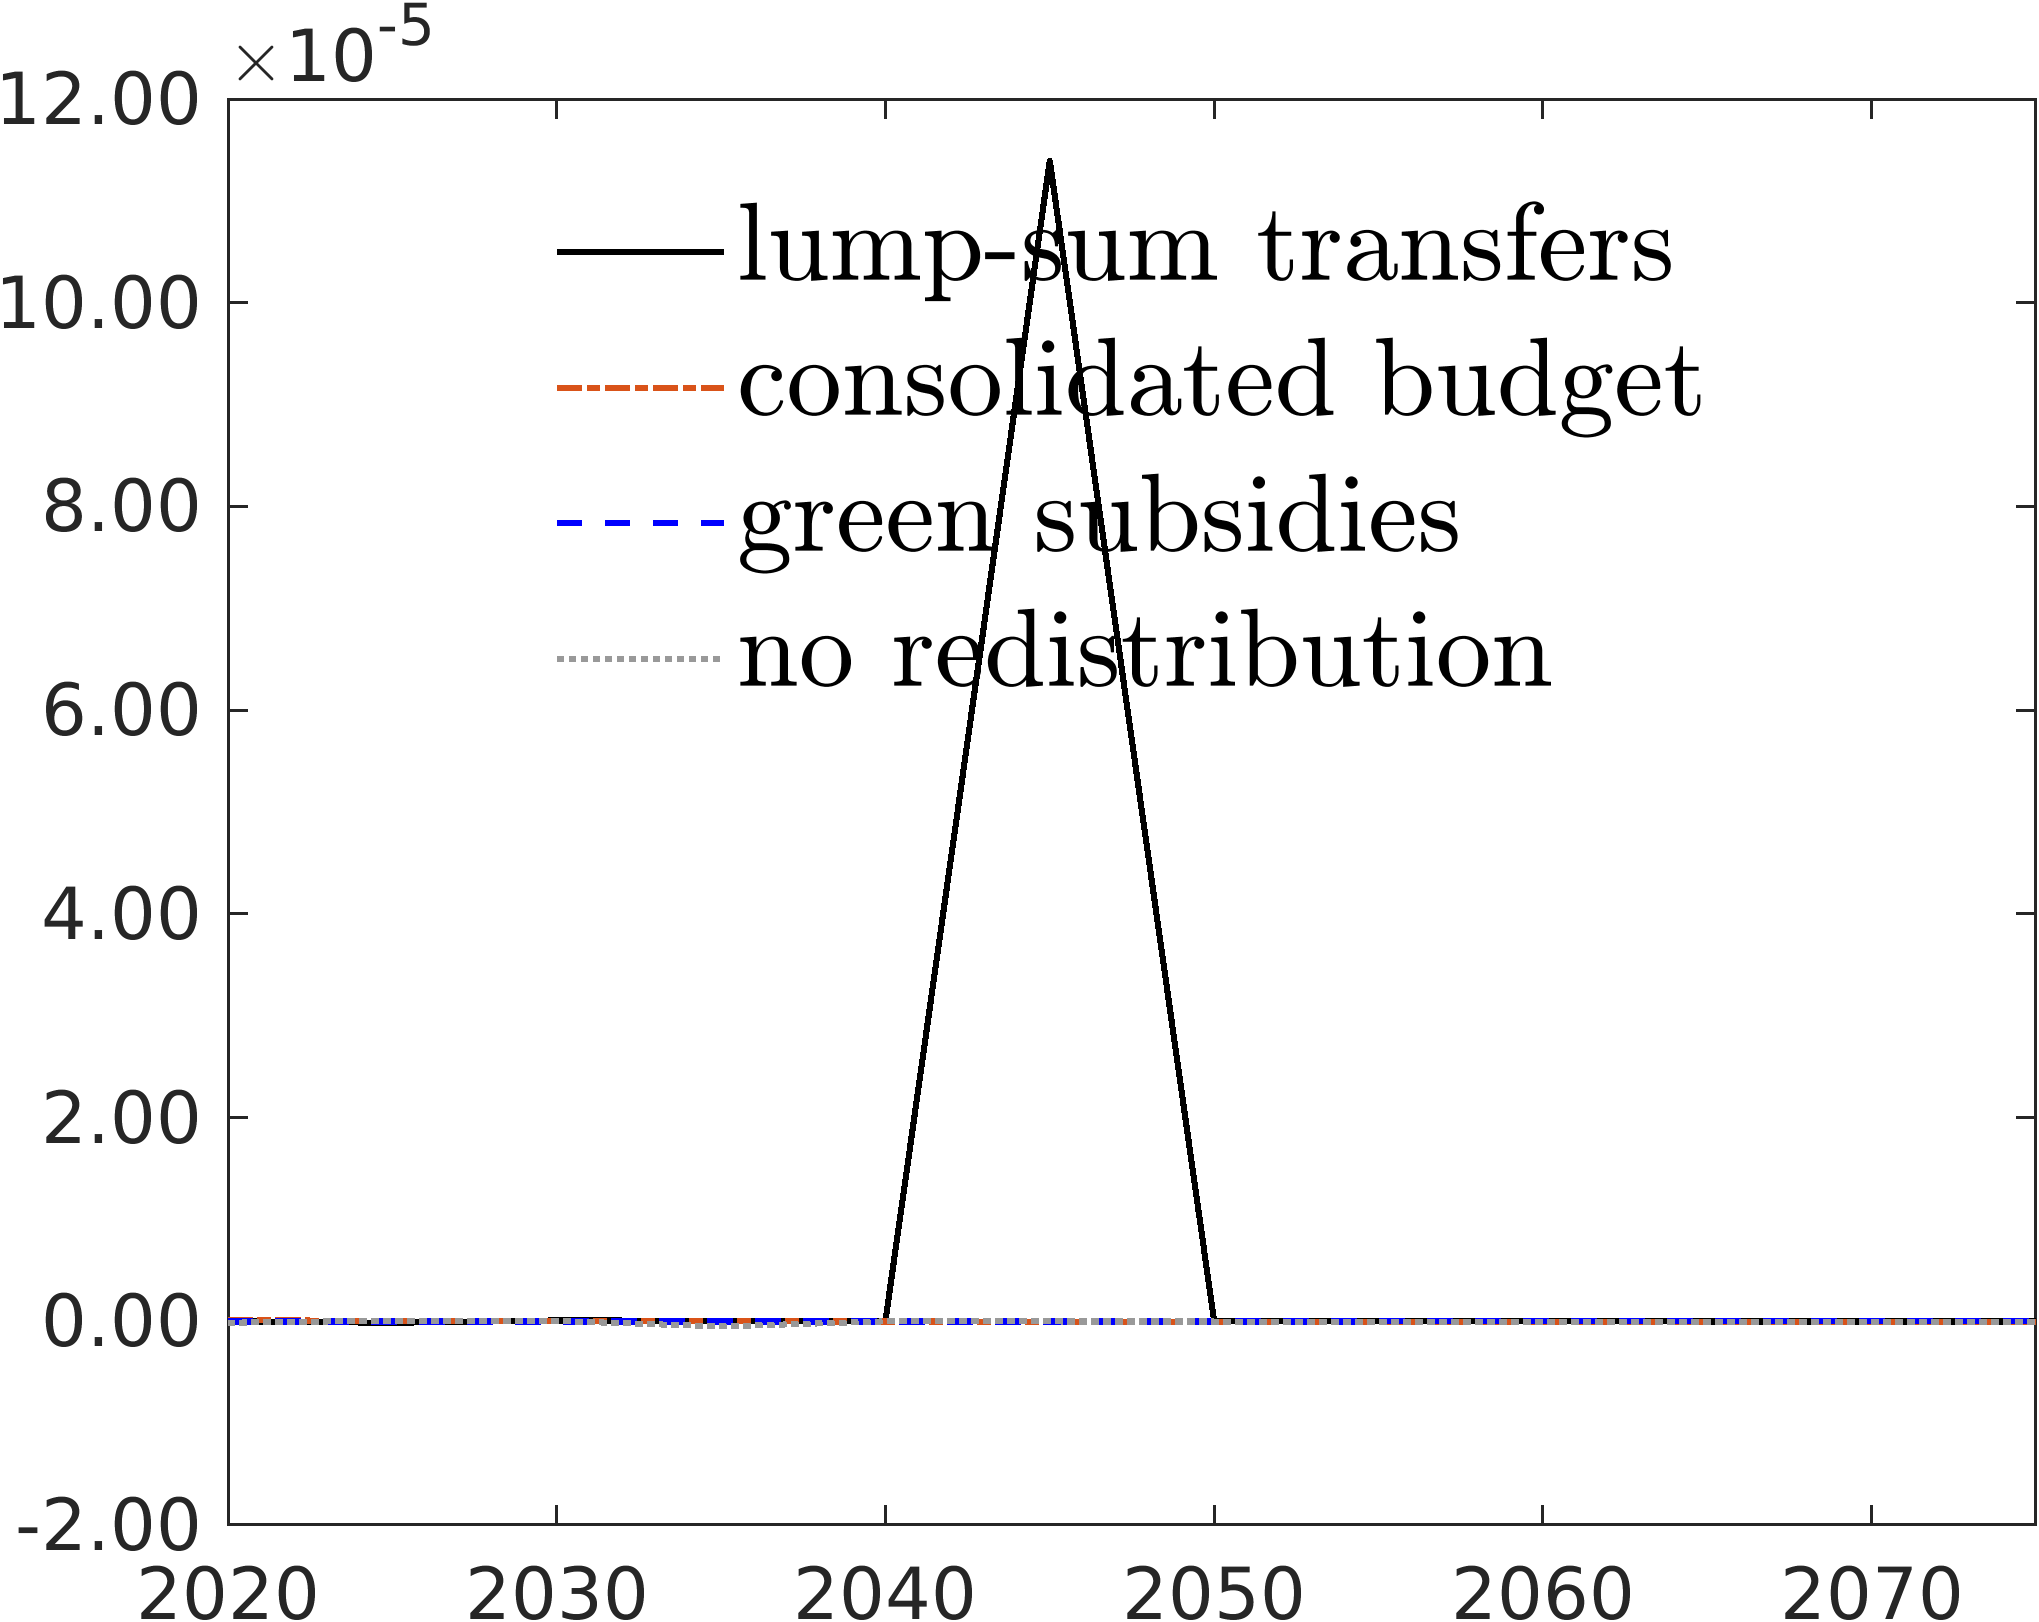 ×10-5
12.00
10.00
8.00
6.00
4.00
2.00
0.00
-2.00
lump-sum transfers
consolidated budget
green subsidies
no redistribution
2020 2030 2040 2050 2060 2070